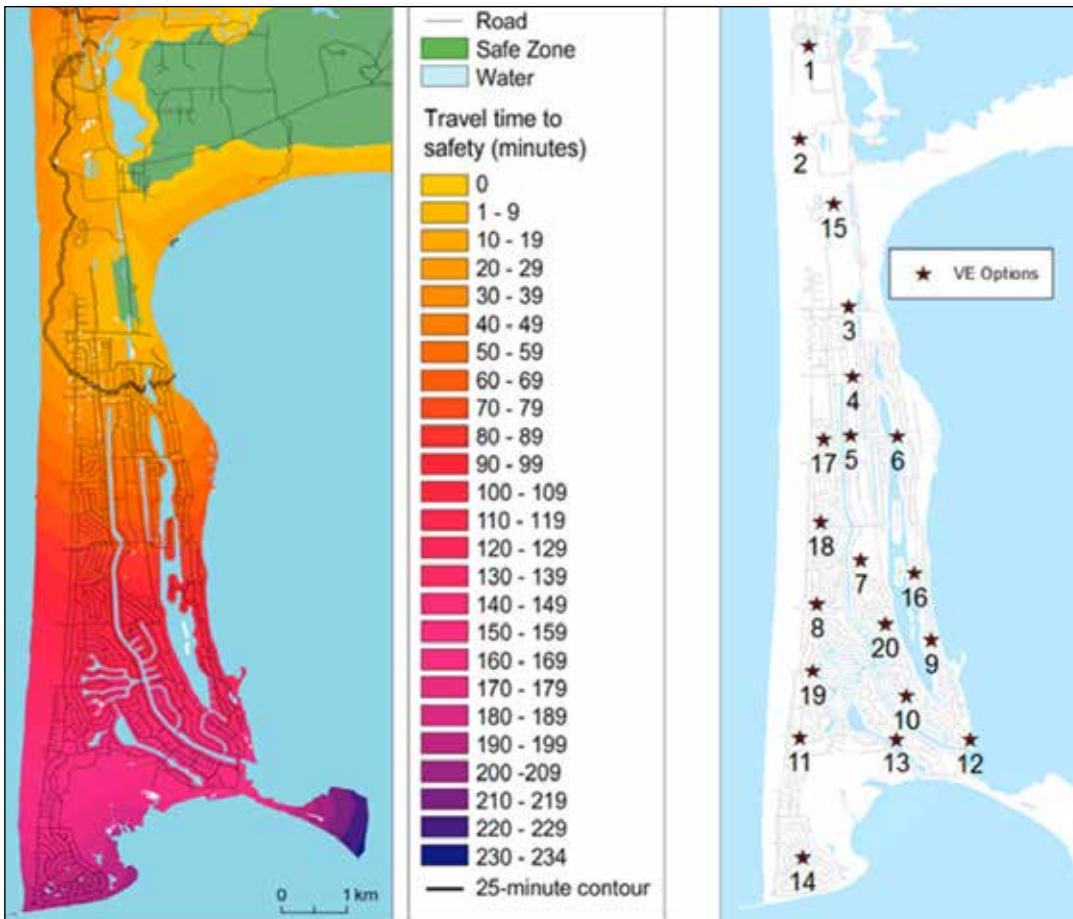 Road
Safe Zone
Water
Travel time to
safety (minutes)
0
1 - 9
10 - 19
20 - 29
30 - 39
40 - 49
50 - 59
60 - 69
70 - 79
80 - 89
90 - 99
100 - 109
110 - 119
120 - 129
130 - 139
140 - 149
150 - 159
160 - 169
170 - 179
180 - 189
190 - 199
200 -209
210 - 219
220 - 229
230 - 234
25-minute contour
0 1 km
VE Options
1
2
15
3
4
17 5 6
18
7
16
8
20
9
19
10
11 13 12
14